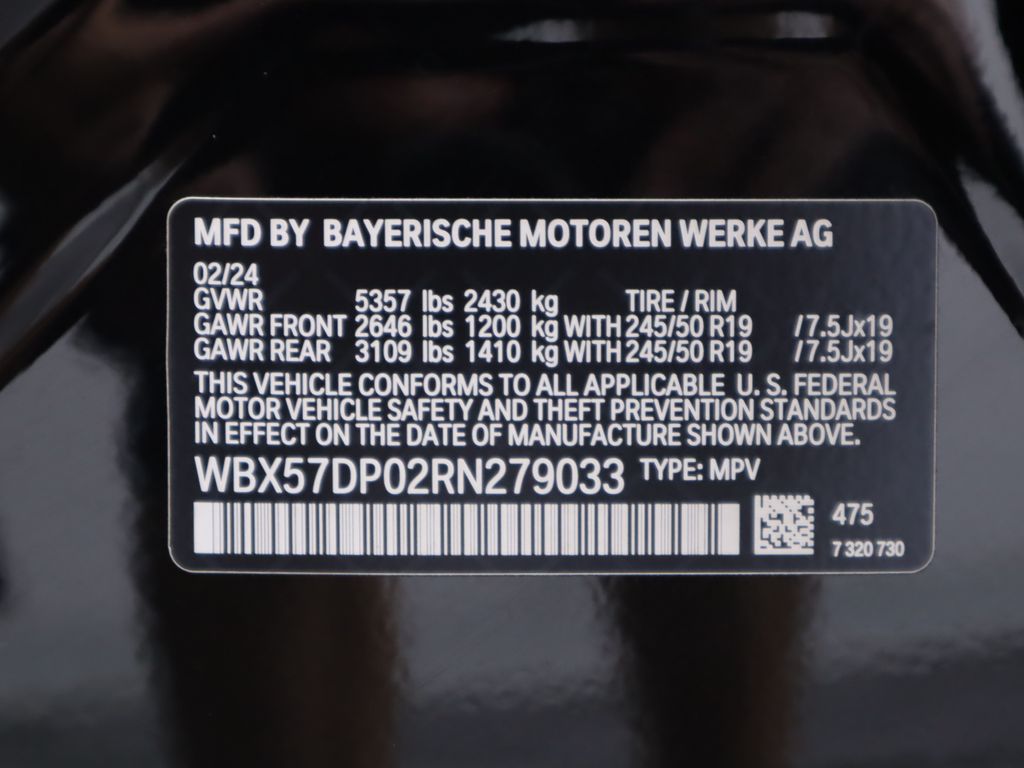 MFD BY BAYERISCHE MOTOREN WERKE AG
02/24
GVWR 5357 lbs 2430 kg TIRE / RIM
GAWR FRONT 2646 lbs 1200 kg WITH 245/50 R19 /7.5Jx19
GAWR REAR 3109 lbs 1410 kg WITH 245/50 R19 /7.5Jx19
THIS VEHICLE CONFORMS TO ALL APPLICABLE U. S. FEDERAL
MOTOR VEHICLE SAFETY AND THEFT PREVENTION STANDARDS
IN EFFECT ON THE DATE OF MANUFACTURE SHOWN ABOVE.
WBX57DP02RN279033 TYPE: MPV
475
7 320 730